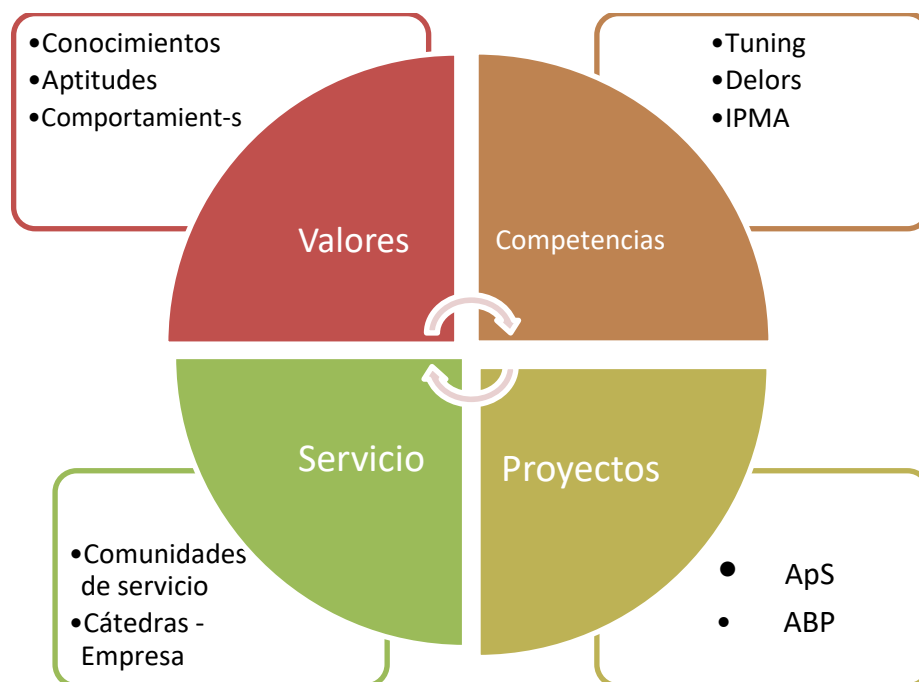 •Conocimientos
•Aptitudes
•Comportamient-s
•Tuning
•Delors
•IPMA
Valores
Competencias
Servicio
Proyectos
•Comunidades
de servicio
•Cátedras -
Empresa
• ApS
• ABP